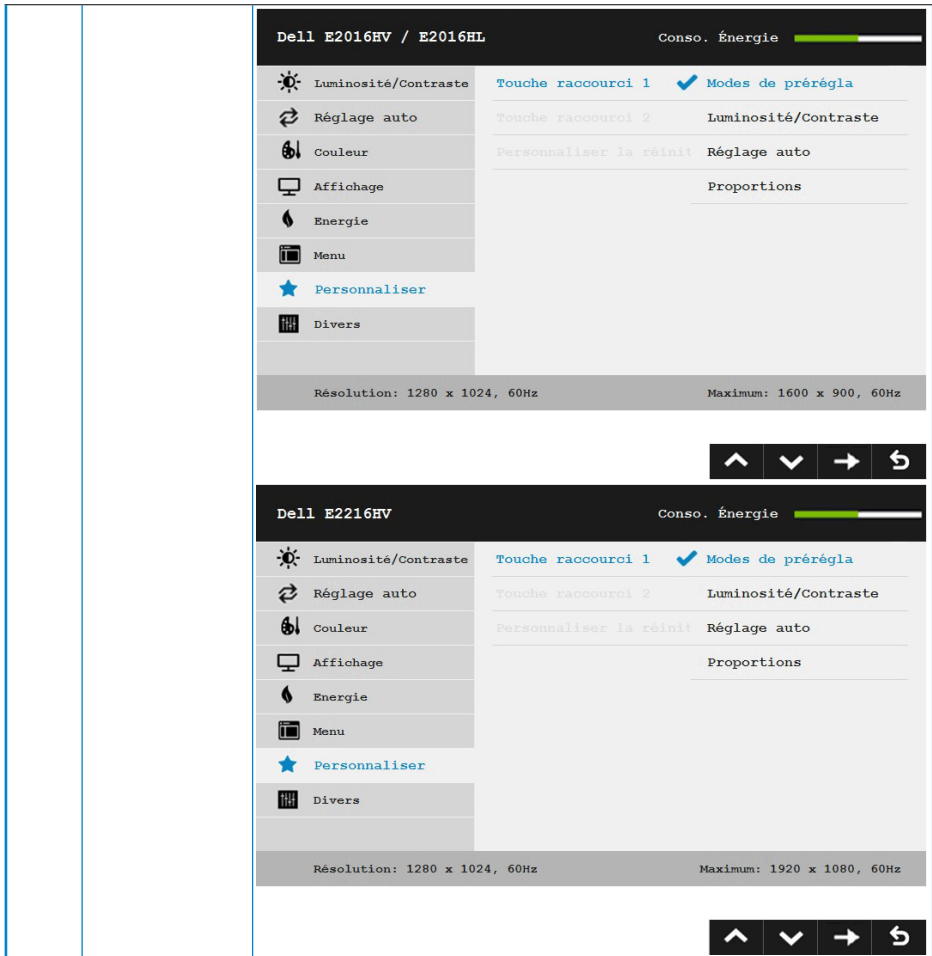 Dell E2016HV / E2016HL Conso. Énergie
Luminosité/Contraste Touche raccourci 1 Modes de prérégla
Réglage auto Touche raccourci 2 Luminosité/Contraste
Couleur Personnaliser la réinit Réglage auto
Affichage Proportions
Energie
Menu
Personnaliser
Divers
Résolution: 1280 x 1024, 60Hz Maximum: 1600 x 900, 60Hz
Dell E2216HV Conso. Énergie
Luminosité/Contraste Touche raccourci 1 Modes de prérégla
Réglage auto Touche raccourci 2 Luminosité/Contraste
Couleur Personnaliser la réinit Réglage auto
Affichage Proportions
Energie
Menu
Personnaliser
Divers
Résolution: 1280 x 1024, 60Hz Maximum: 1920 x 1080, 60Hz